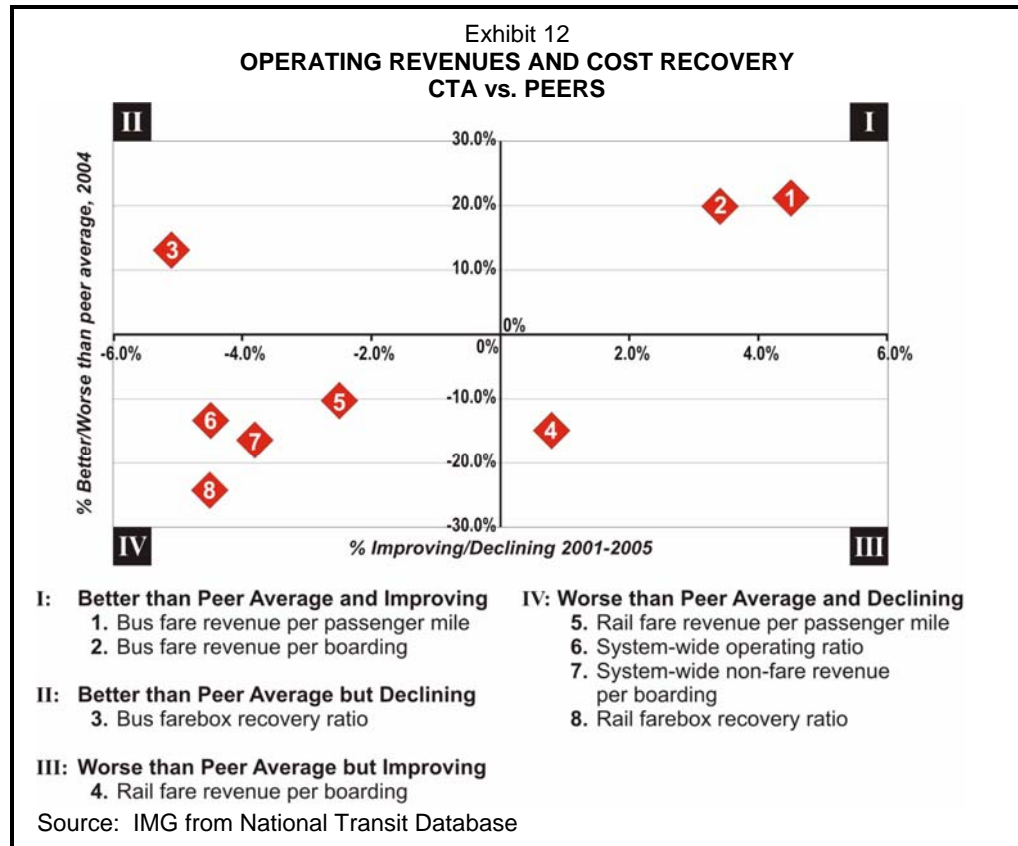 Exhibit 12
OPERATING REVENUES AND COST RECOVERY
CTA vs. PEERS
II
I
% Better/Worse than peer average, 2004
30.0%
20.0%
10.0%
0%
-6.0%
-4.0%
-2.0%
0%
2.0%
4.0%
6.0%
-10.0%
-20.0%
-30.0%
1
2
3
4
5
6
7
8
IV
% Improving/Declining 2001-2005
III
I: Better than Peer Average and Improving
1. Bus fare revenue per passenger mile
2. Bus fare revenue per boarding
II: Better than Peer Average but Declining
3. Bus farebox recovery ratio
III: Worse than Peer Average but Improving
4. Rail fare revenue per boarding
IV: Worse than Peer Average and Declining
5. Rail fare revenue per passenger mile
6. System-wide operating ratio
7. System-wide non-fare revenue
per boarding
8. Rail farebox recovery ratio
Source: IMG from National Transit Database